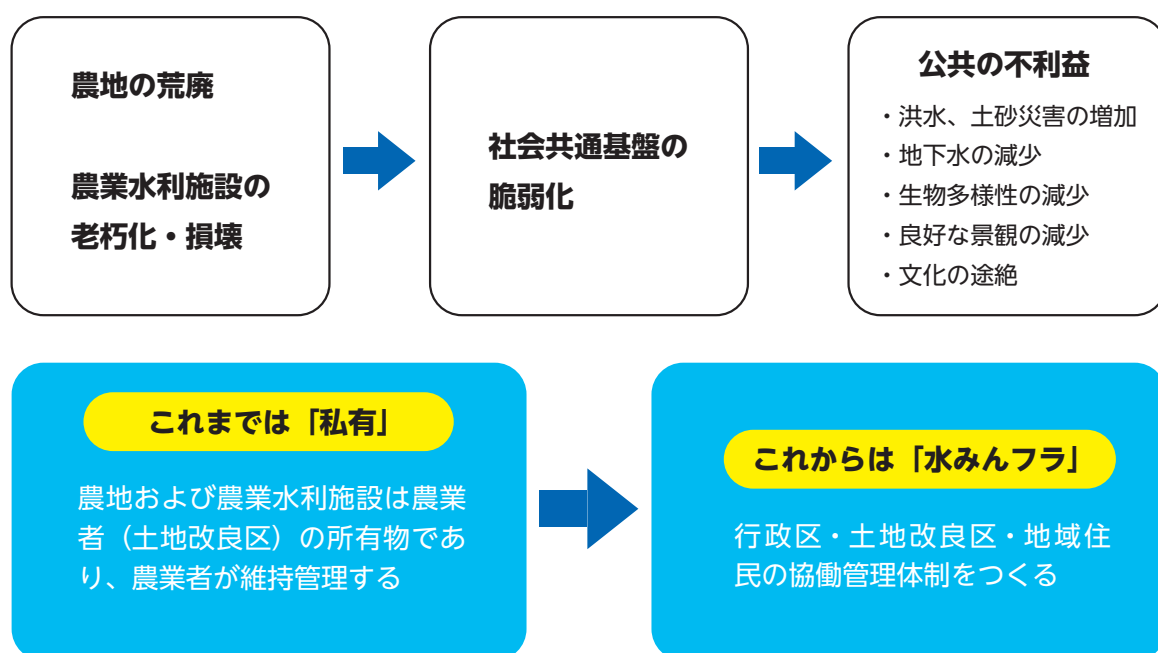 農地の荒廃
農業水利施設の
老朽化・損壊
社会共通基盤の
脆弱化
公共の不利益
・洪水、土砂災害の増加
・地下水の減少
・生物多様性の減少
・良好な景観の減少
・文化の途絶
これまでは「私有」
農地および農業水利施設は農業
者（土地改良区）の所有物であ
り、農業者が維持管理する
これからは「水みんフラ」
行政区・土地改良区・地域住
民の協働管理体制をつくる